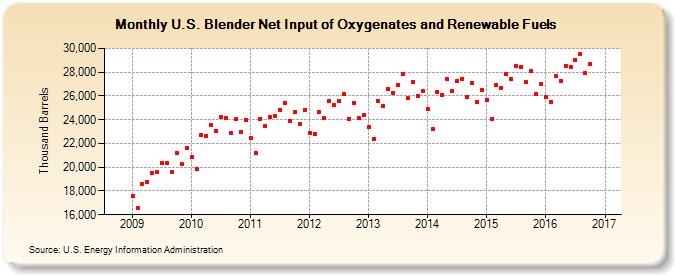 Monthly U.S. Blender Net Input of Oxygenates and Renewable Fuels
Thousand Barrels
30,000
28,000
26,000
24,000
22,000
20,000
18,000
16,000
2009 2010 2011 2012 2013 2014 2015 2016 2017
Source: U.S. Energy Information Administration